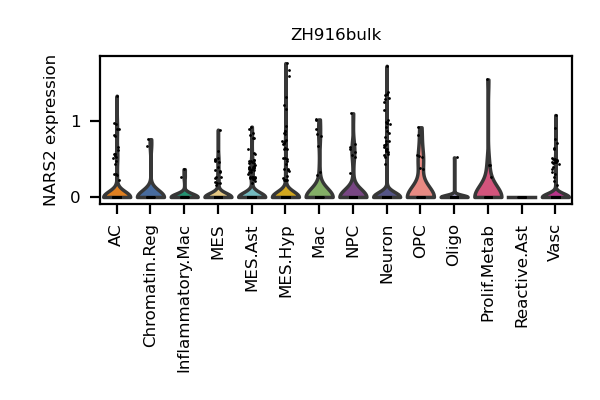 ZH916bulk
NARS2 expression
1
0
AC
Chromatin.Reg
Inflammatory.Mac
MES
MES.Ast
MES.Hyp
Mac
NPC
Neuron
OPC
Oligo
Prolif.Metab
Reactive.Ast
Vasc